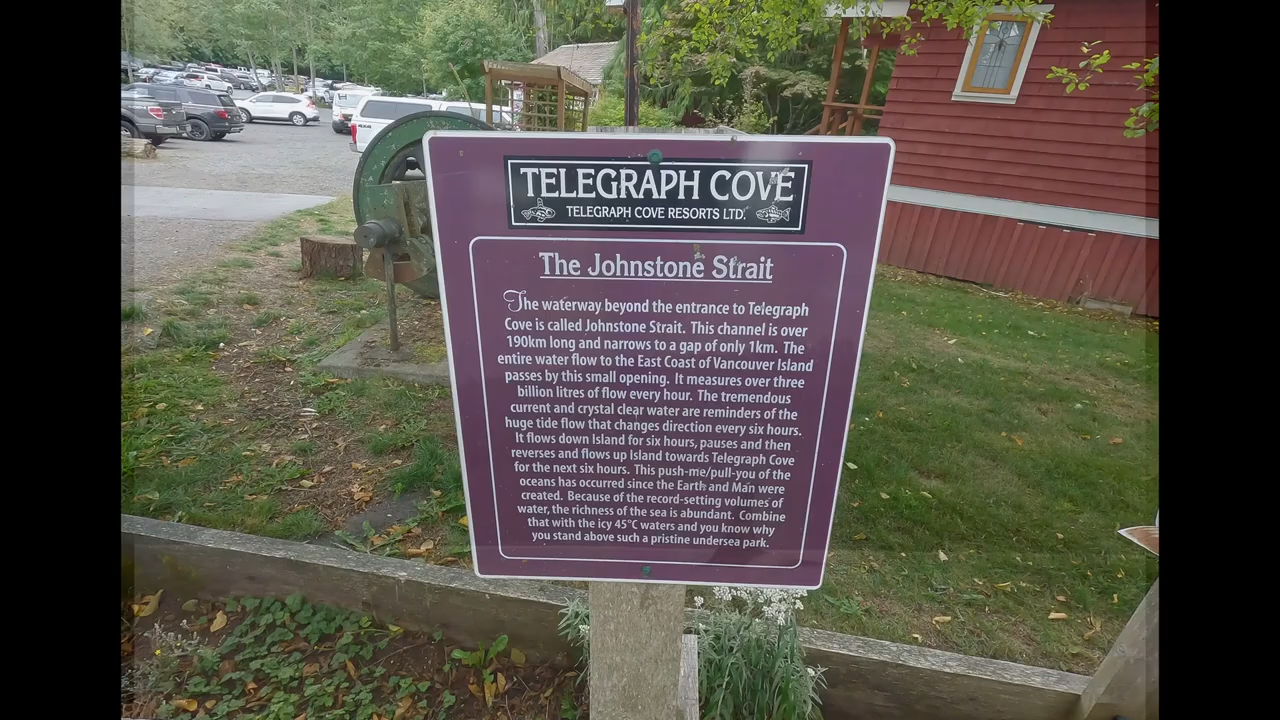 TELEGRAPH COVE
TELEGRAPH COVE RESORTS LTD.
The Johnstone Strait
The waterway beyond the entrance to Telegraph
Cove is called Johnstone Strait. This channel is over
190km long and narrows to a gap of only 1km. The
entire water flow to the East Coast of Vancouver Island
passes by this small opening. It measures over three
billion litres of flow every hour. The tremendous
current and crystal clear water are reminders of the
huge tide flow that changes direction every six hours.
It flows down Island for six hours, pauses and then
reverses and flows up Island towards Telegraph Cove
for the next six hours. This push-me/pull-you of the
oceans has occurred since the Earth and Man were
created. Because of the record-setting volumes of
water, the richness of the sea is abundant. Combine
that with the icy 45°C waters and you know why
you stand above such a pristine undersea park.